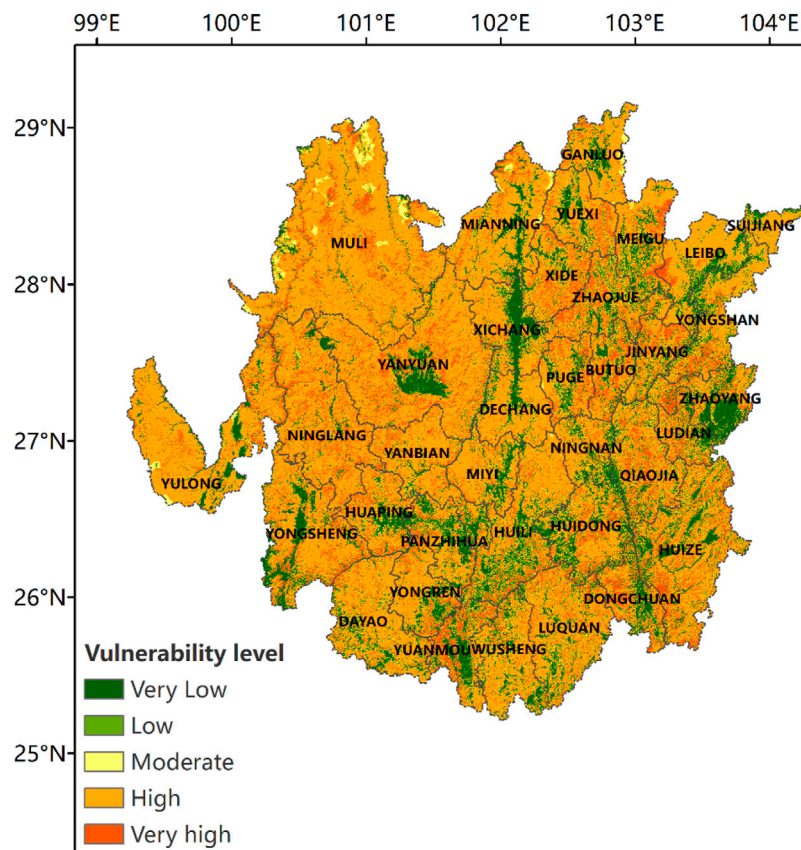 99°E 100°E 101°E 102°E 103°E 104°E
29°N
GANLUO
YUEXI
MIANNING
SUIJIANG
MEIGU
MULI
LEIBO
XIDE
28°N
ZHAOJUE
YONGSHAN
XICHANG
JINYANG
YANYUAN
BUTUO
PUGE
ZHAOYANG
DECHANG
27°N
NINGLANG
LUDIAN
NINGNAN
YANBIAN
MIYI
QIAOJIA
YULONG
HUAPING
HUIDONG
YONGSHENG
HUILI
PANZHIHUA
HUIZE
26°N
YONGREN
DONGCHUAN
DAYAO
LUQUAN
YUANMOU
WUSHENG
Vulnerability level
Very Low
Low
25°N
Moderate
High
Very high